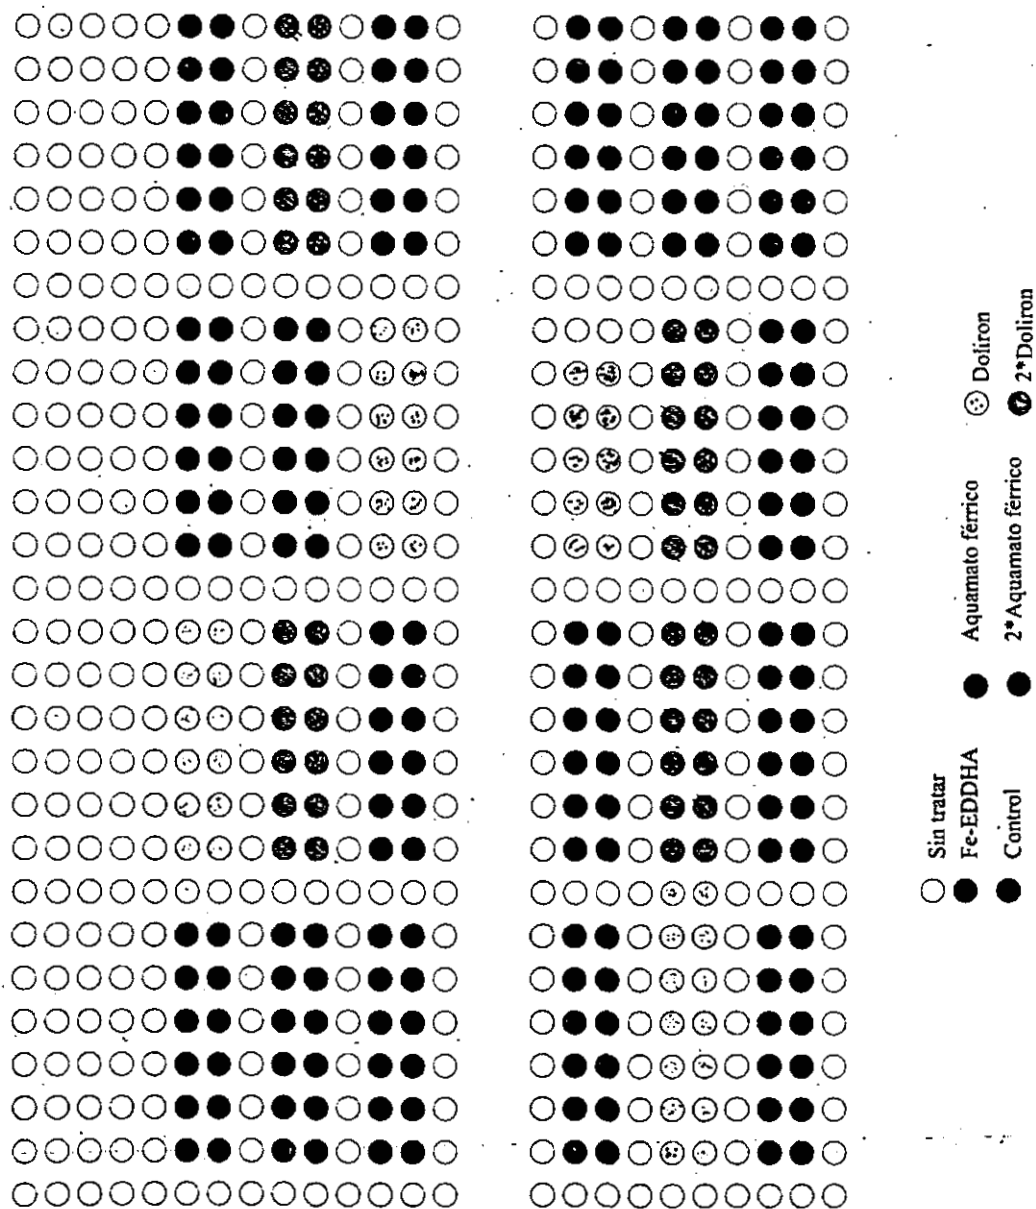 Sin tratar
Fe-EDDHA
Control
Aquamato férrico
2*Aquamato férrico
Doliron
2*Doliron